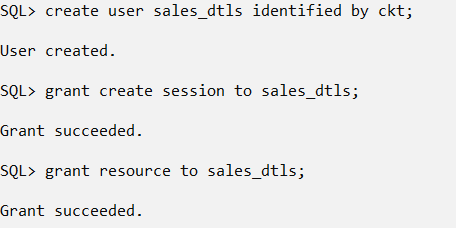 SQL> create user sales_dtls identified by ckt;
User created.
SQL> grant create session to sales_dtls;
Grant succeeded.
SQL> grant resource to sales_dtls;
Grant succeeded.